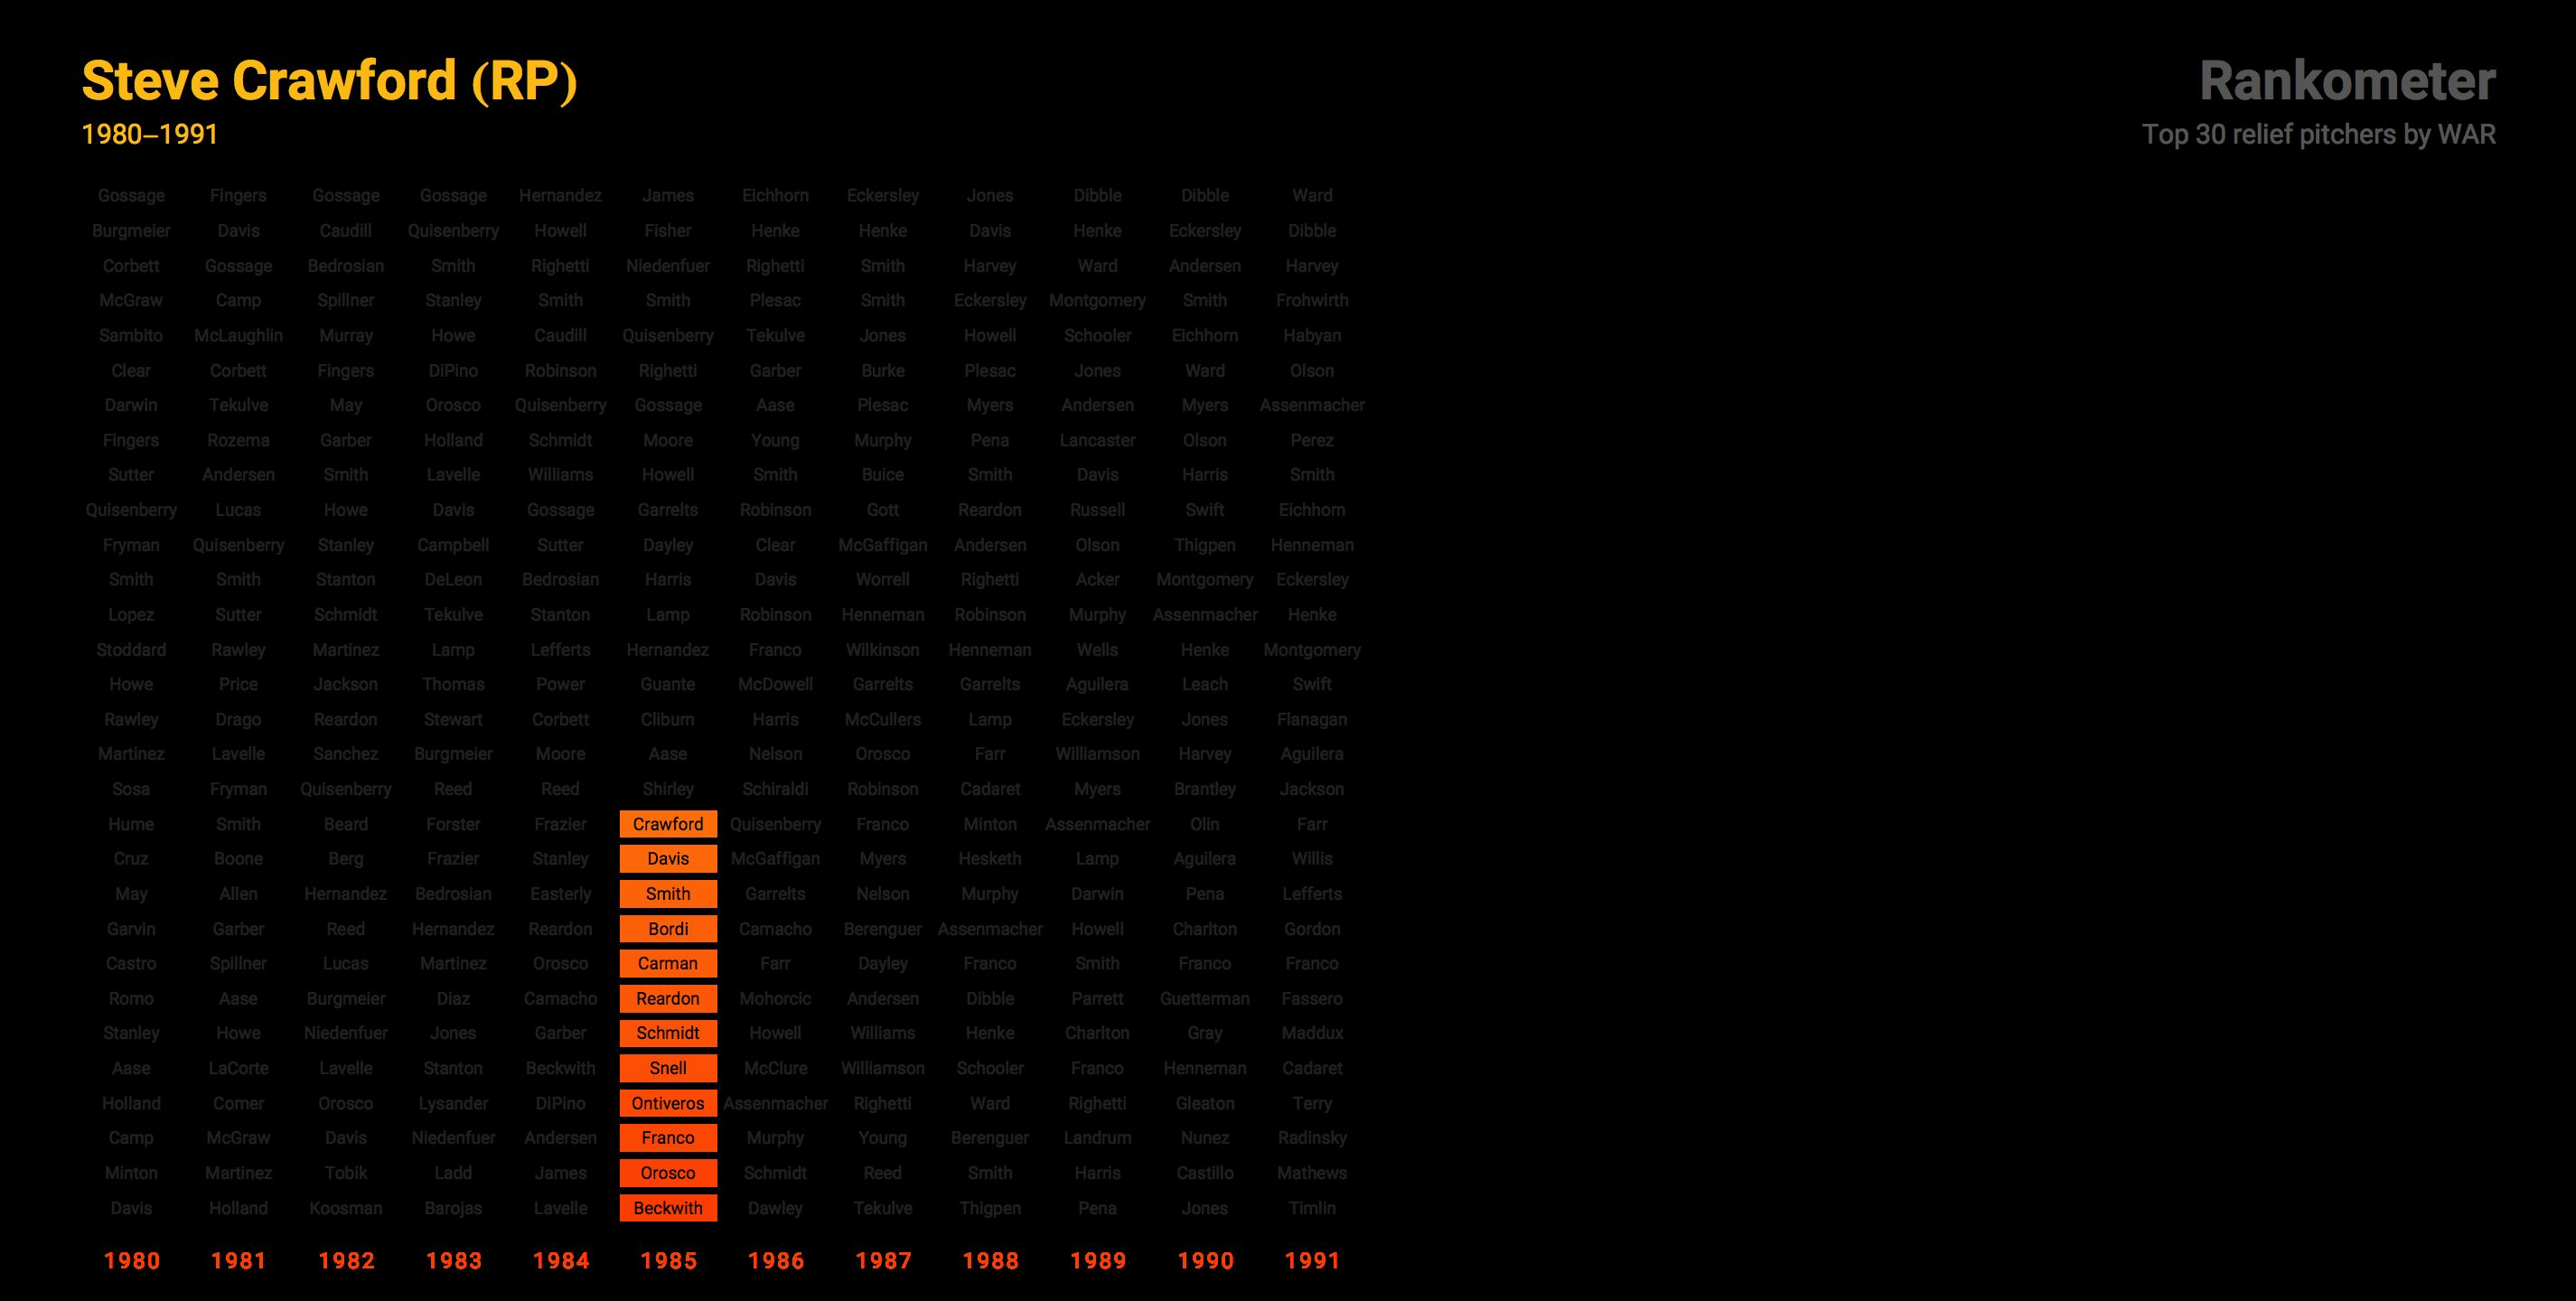 Steve Crawford (RP)
1980–1991
Rankometer
Top 30 relief pitchers by WAR
Gossage Fingers Gossage Gossage Hernandez James Eichhorn Eckersley Jones Dibble Dibble Ward
Burgmeier Davis Caudill Quisenberry Howell Fisher Henke Henke Davis Henke Eckersley Dibble
Corbett Gossage Bedrosian Smith Righetti Niedenfuer Righetti Smith Harvey Ward Andersen Harvey
McGraw Camp Spillner Stanley Smith Smith Plesac Smith Eckersley Montgomery Smith Frohwirth
Sambito McLaughlin Murray Howe Caudill Quisenberry Tekulve Jones Howell Schooler Eichhorn Habyan
Clear Corbett Fingers DiPino Robinson Righetti Garber Burke Plesac Jones Ward Olson
Darwin Tekulve May Orosco Quisenberry Gossage Aase Plesac Myers Andersen Myers Assenmacher
Fingers Rozema Garber Holland Schmidt Moore Young Murphy Pena Lancaster Olson Perez
Sutter Andersen Smith Lavelle Williams Howell Smith Buice Smith Davis Harris Smith
Quisenberry Lucas Howe Davis Gossage Garrelts Robinson Gott Reardon Russell Swift Eichhorn
Fryman Quisenberry Stanley Campbell Sutter Dayley Clear McGaffigan Andersen Olson Thigpen Henneman
Smith Smith Stanton DeLeon Bedrosian Harris Davis Worrell Righetti Acker Montgomery Eckersley
Lopez Sutter Schmidt Tekulve Stanton Lamp Robinson Henneman Robinson Murphy Assenmacher Henke
Stoddard Rawley Martinez Lamp Lefferts Hernandez Franco Wilkinson Henneman Wells Henke Montgomery
Howe Price Jackson Thomas Power Guante McDowell Garrelts Garrelts Aguilera Leach Swift
Rawley Drago Reardon Stewart Corbett Cliburn Harris McCullers Lamp Eckersley Jones Flanagan
Martinez Lavelle Sanchez Burgmeier Moore Aase Nelson Orosco Farr Williamson Harvey Aguilera
Sosa Fryman Quisenberry Reed Reed Shirley Schiraldi Robinson Cadaret Myers Brantley Jackson
Hume Smith Beard Forster Frazier Crawford Quisenberry Franco Minton Assenmacher Olin Farr
Cruz Boone Berg Frazier Stanley Davis McGaffigan Myers Hesketh Lamp Aguilera Willis
May Allen Hernandez Bedrosian Easterly Smith Garrelts Nelson Murphy Darwin Pena Lefferts
Garvin Garber Reed Hernandez Reardon Bordi Camacho Berenguer Assenmacher Howell Charlton Gordon
Castro Spillner Lucas Martinez Orosco Carman Farr Dayley Franco Smith Franco Franco
Romo Aase Burgmeier Diaz Camacho Reardon Mohorcic Andersen Dibble Parrett Guetterman Fassero
Stanley Howe Niedenfuer Jones Garber Schmidt Howell Williams Henke Charlton Gray Maddux
Aase LaCorte Lavelle Stanton Beckwith Snell McClure Williamson Schooler Franco Henneman Cadaret
Holland Comer Orosco Lysander DiPino Ontiveros Assenmacher Righetti Ward Righetti Gleaton Terry
Camp McGraw Davis Niedenfuer Andersen Franco Murphy Young Berenguer Landrum Nunez Radinsky
Minton Martinez Tobik Ladd James Orosco Schmidt Reed Smith Harris Castillo Mathews
Davis Holland Koosman Barojas Lavelle Beckwith Dawley Tekulve Thigpen Pena Jones Timlin
1980 1981 1982 1983 1984 1985 1986 1987 1988 1989 1990 1991